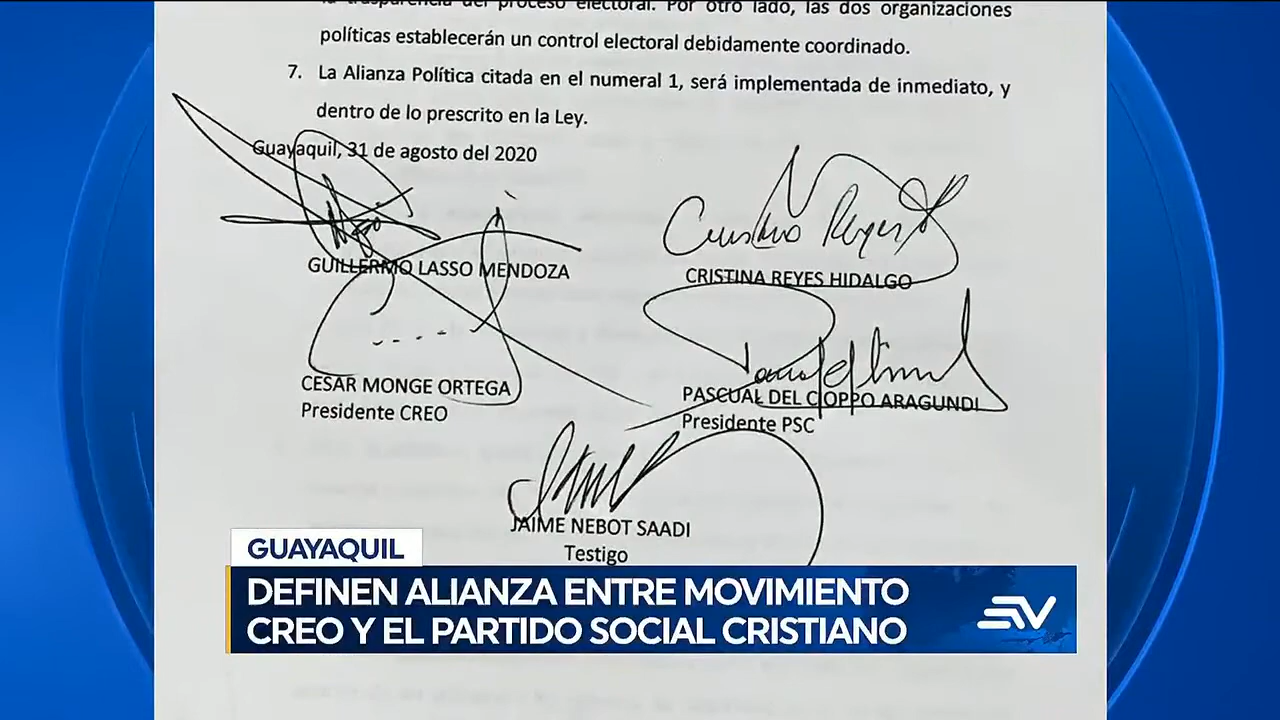 la trasparencia del proceso electoral. Por otro lado, las dos organizaciones
políticas establecerán un control electoral debidamente coordinado.
7. La Alianza Política citada en el numeral 1, será implementada de inmediato, y
dentro de lo prescrito en la Ley.
Guayaquil, 31 de agosto del 2020
Cristina Reyes
GUILLERMO LASSO MENDOZA
CRISTINA REYES HIDALGO
CESAR MONGE ORTEGA
Presidente CREO
PASCUAL DEL CIOPPO ARAGUNDI
Presidente PSC
JAIME NEBOT SAADI
Testigo
GUAYAQUIL
DEFINEN ALIANZA ENTRE MOVIMIENTO
CREO Y EL PARTIDO SOCIAL CRISTIANO